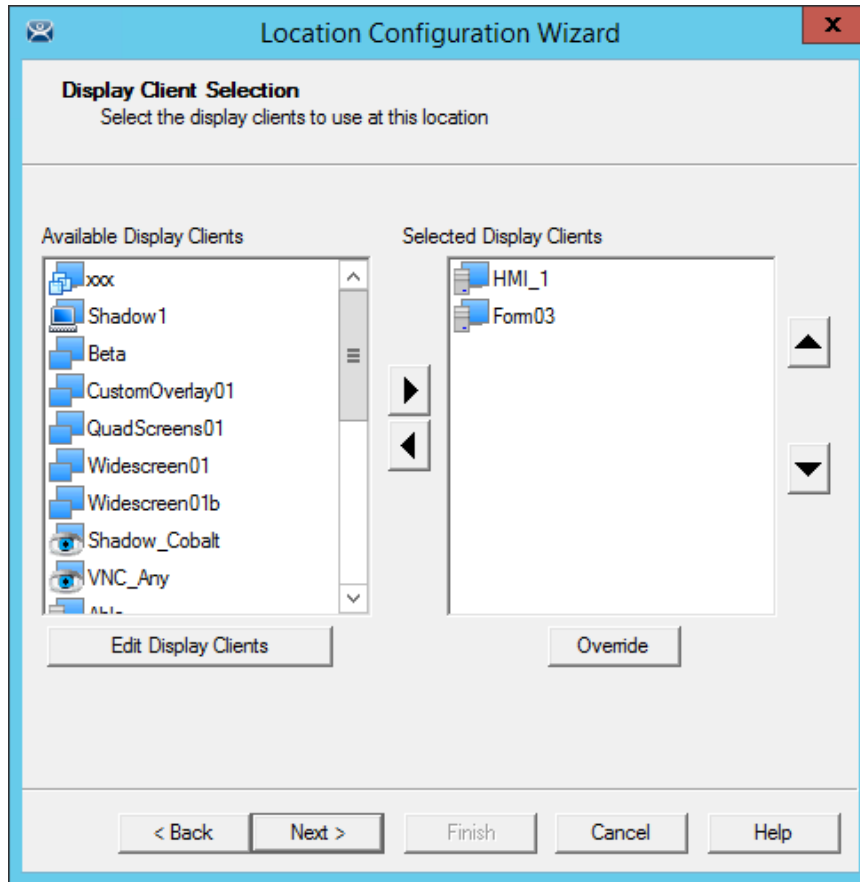 Location Configuration Wizard
x
Display Client Selection
Select the display clients to use at this location
Available Display Clients
xxx
Shadow1
Beta
CustomOverlay01
QuadScreens01
Widescreen01
Widescreen01b
Shadow_Cobalt
VNC_Any
Edit Display Clients
Selected Display Clients
HMI_1
Form03
Override
< Back
Next >
Finish
Cancel
Help